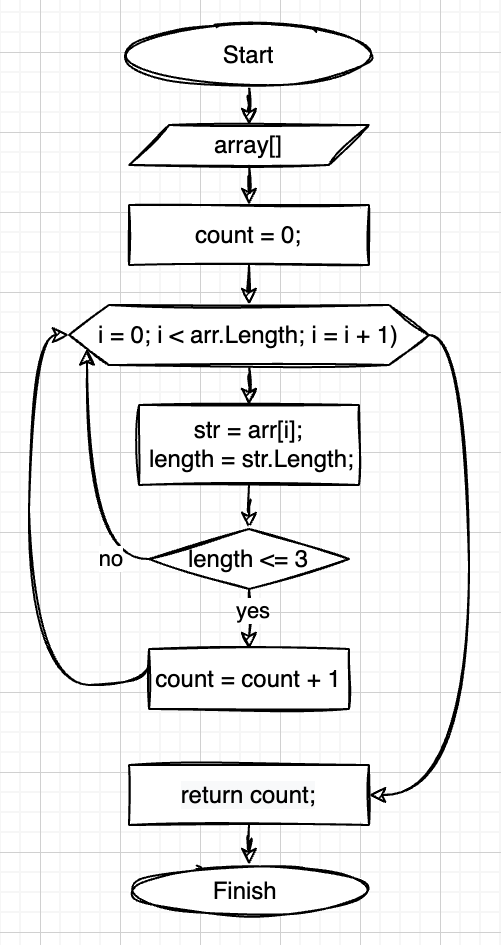 Start
array[]
count = 0;
i = 0; i < arr.Length; i = i + 1)
str = arr[i];
length = str.Length;
length <= 3
no
yes
count = count + 1
return count;
Finish